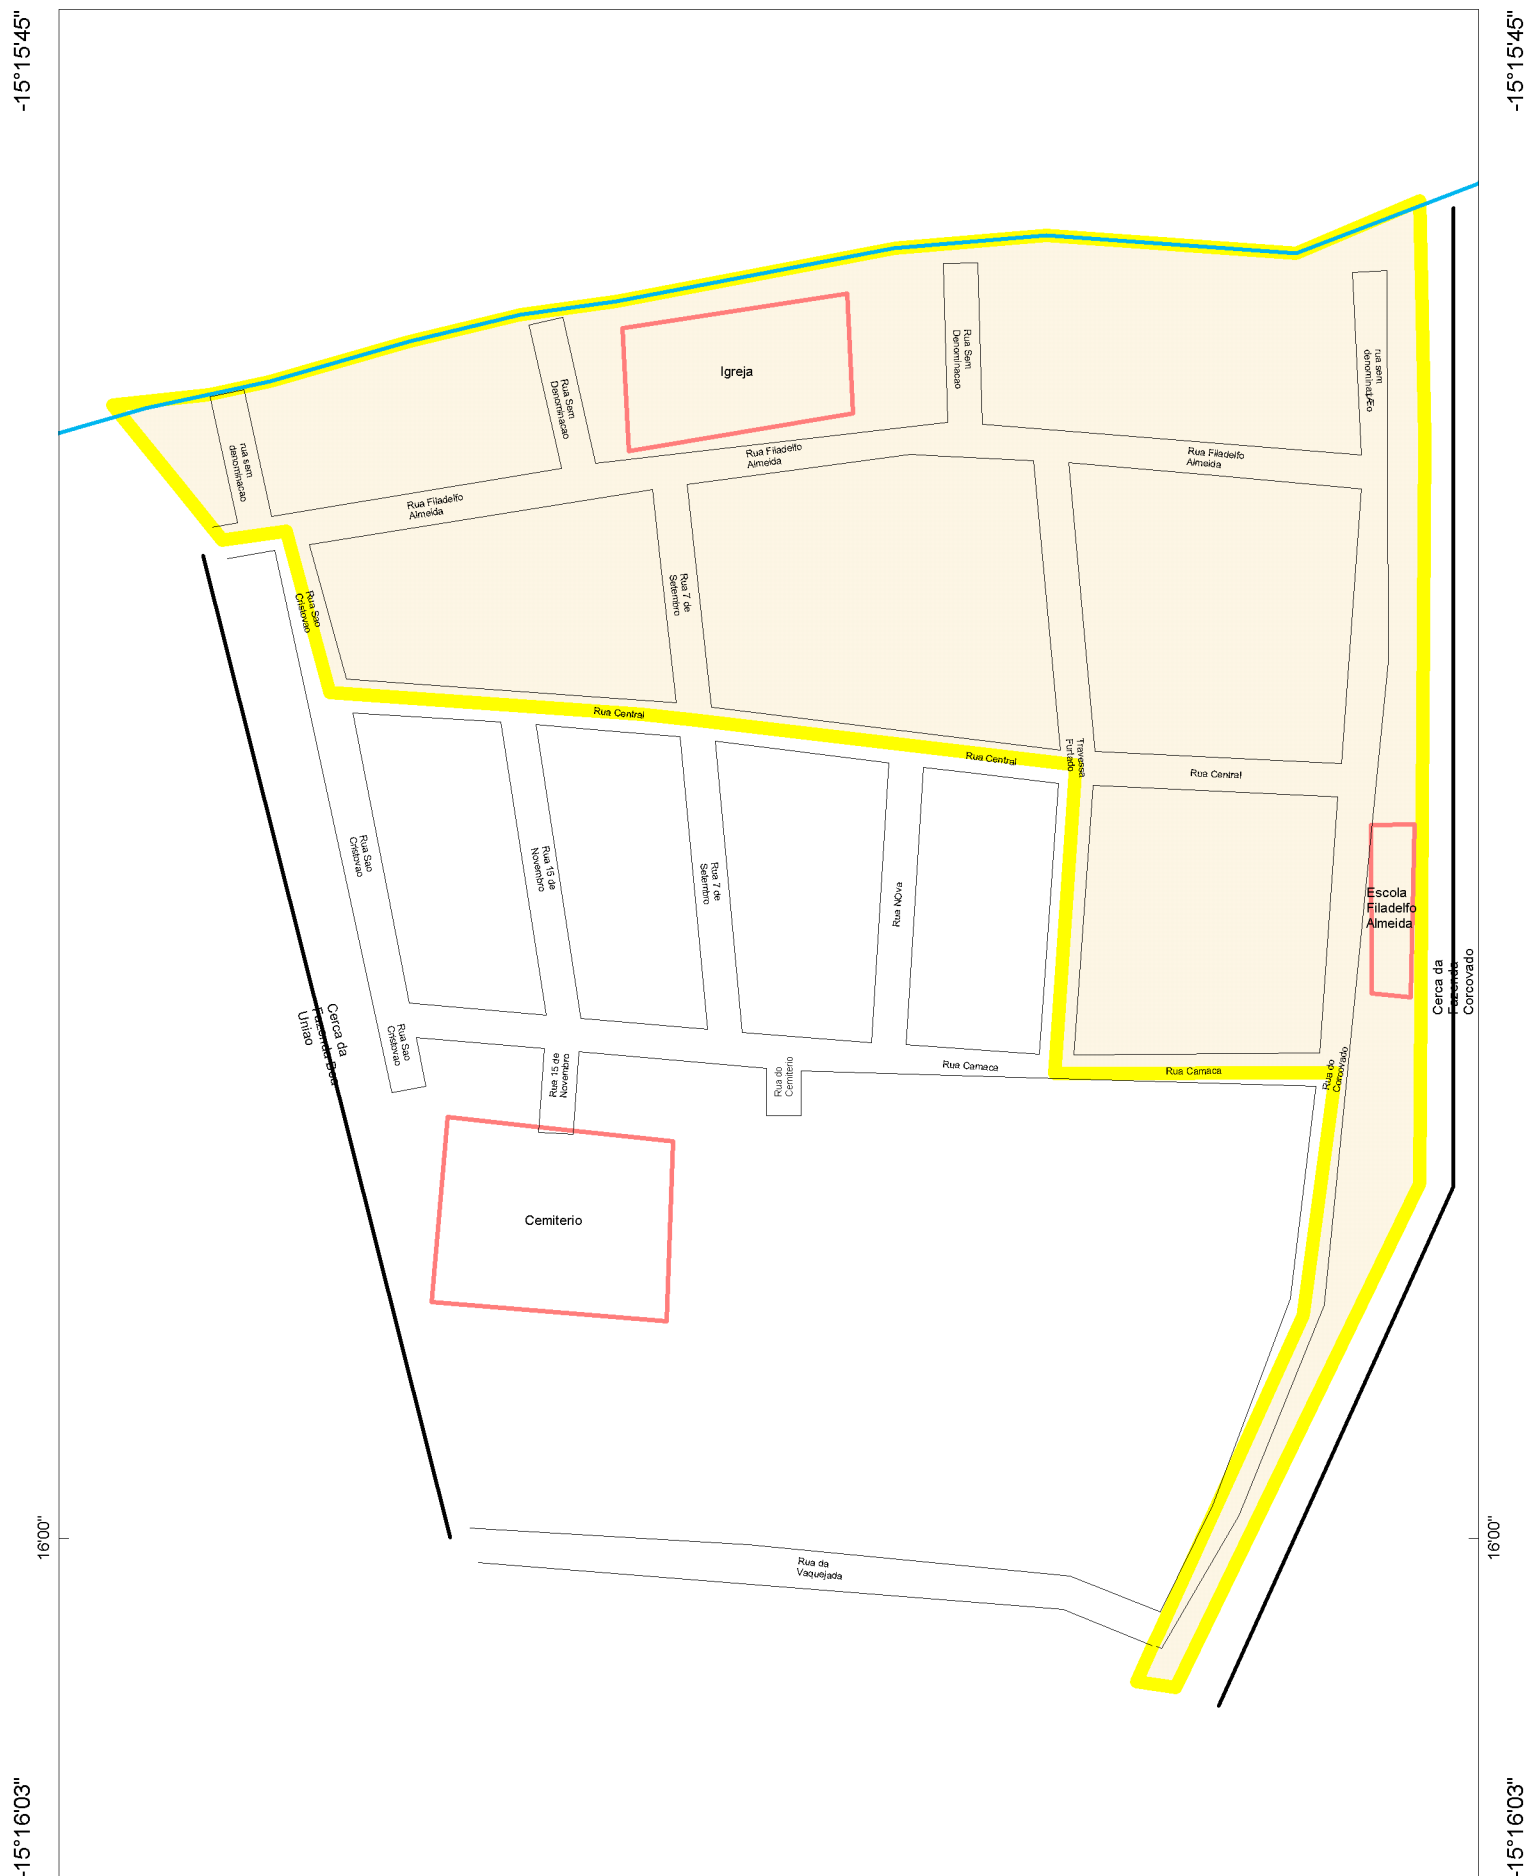 -15°15'45"
-15°15'45"
Igreja
Rua Sem
Denominacao
rua sem
Rua Sem
Denominacao
rua sem
denominacao
Rua Filadelfo
Almeida
Rua Filadelfo
Almeida
Rua Filadelfo
Almeida
Rua Sao
Cristovao
Rua 7 de
Setembro
Rua Central
Rua Central
Travessa
Furtado
Rua Central
Rua Sao
Cristovao
Rua 15 de
Novembro
Rua 7 de
Setembro
Rua NOva
Escola
Filadelfo
Almeida
Cerca da
Fazenda
Corcovado
Cerca da
Fazenda Boa
Uniao
Rua Sao
Cristovao
Rua 15 de
Novembro
Rua do
Cemiterio
Rua Camaca
Rua Camaca
Rua do
Corcovado
Cemiterio
16'00"
16'00"
Rua da
Vaquejada
-15°16'03"
-15°16'03"